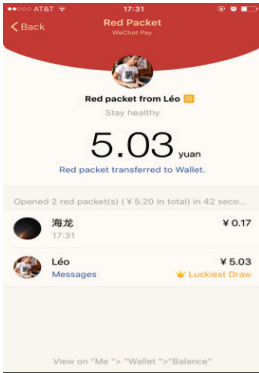 AT&T 17:31
Back Red Packet
WeChat Pay
Red packet from Léo
Stay healthy
5.03 yuan
Red packet transferred to Wallet.
Opened 2 red packet(s) (¥5.20 in total) in 42 seco...
海龙 ¥0.17
17:31
Léo ¥5.03
Messages Luckiest Draw
View on "Me "> "Wallet ">"Balance"